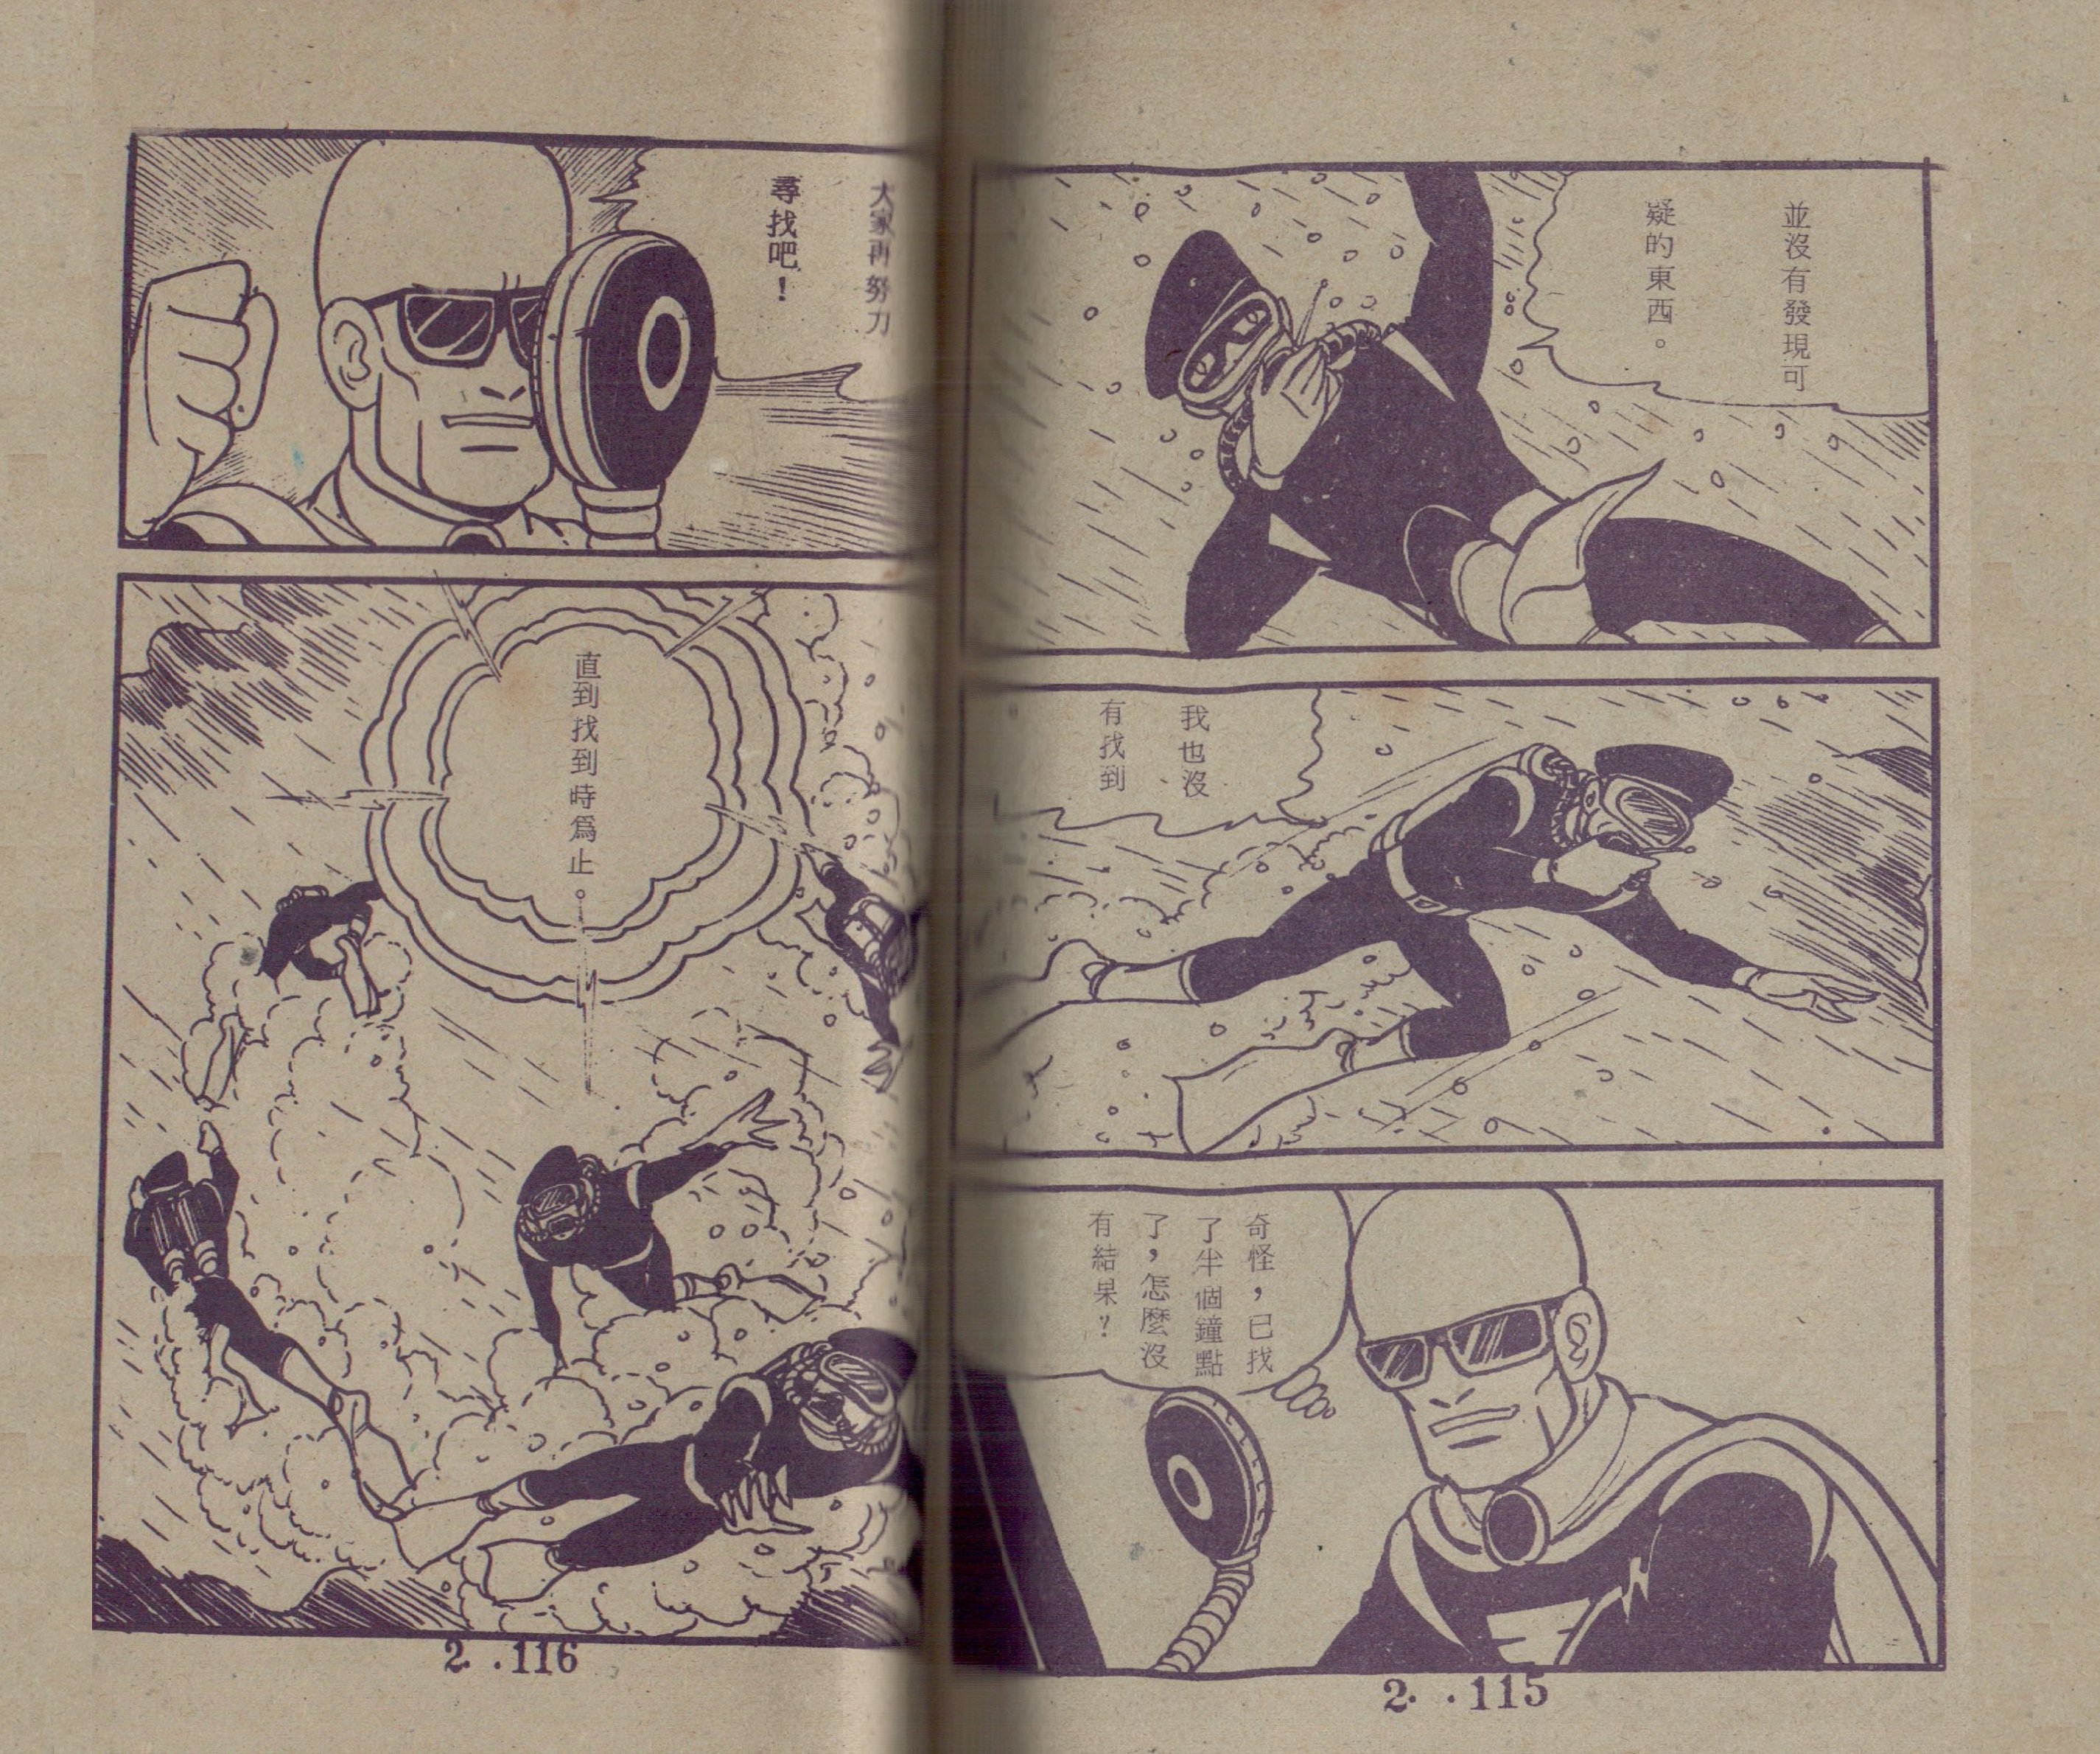 並沒有發現可
疑的東西。
我也沒
有找到
奇怪，已找
了半個鐘點
了，怎麼沒
有結果？
2．．115
大家再努力
尋找吧！
直到找到時爲止。
2．．116